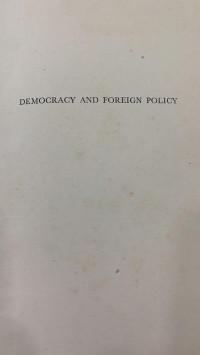 DEMOCRACY AND FOREIGN POLICY